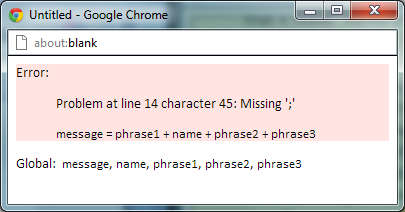 Untitled - Google Chrome
about:blank
Error:
Problem at line 14 character 45: Missing ';'
message = phrase1 + name + phrase2 + phrase3
Global: message, name, phrase1, phrase2, phrase3